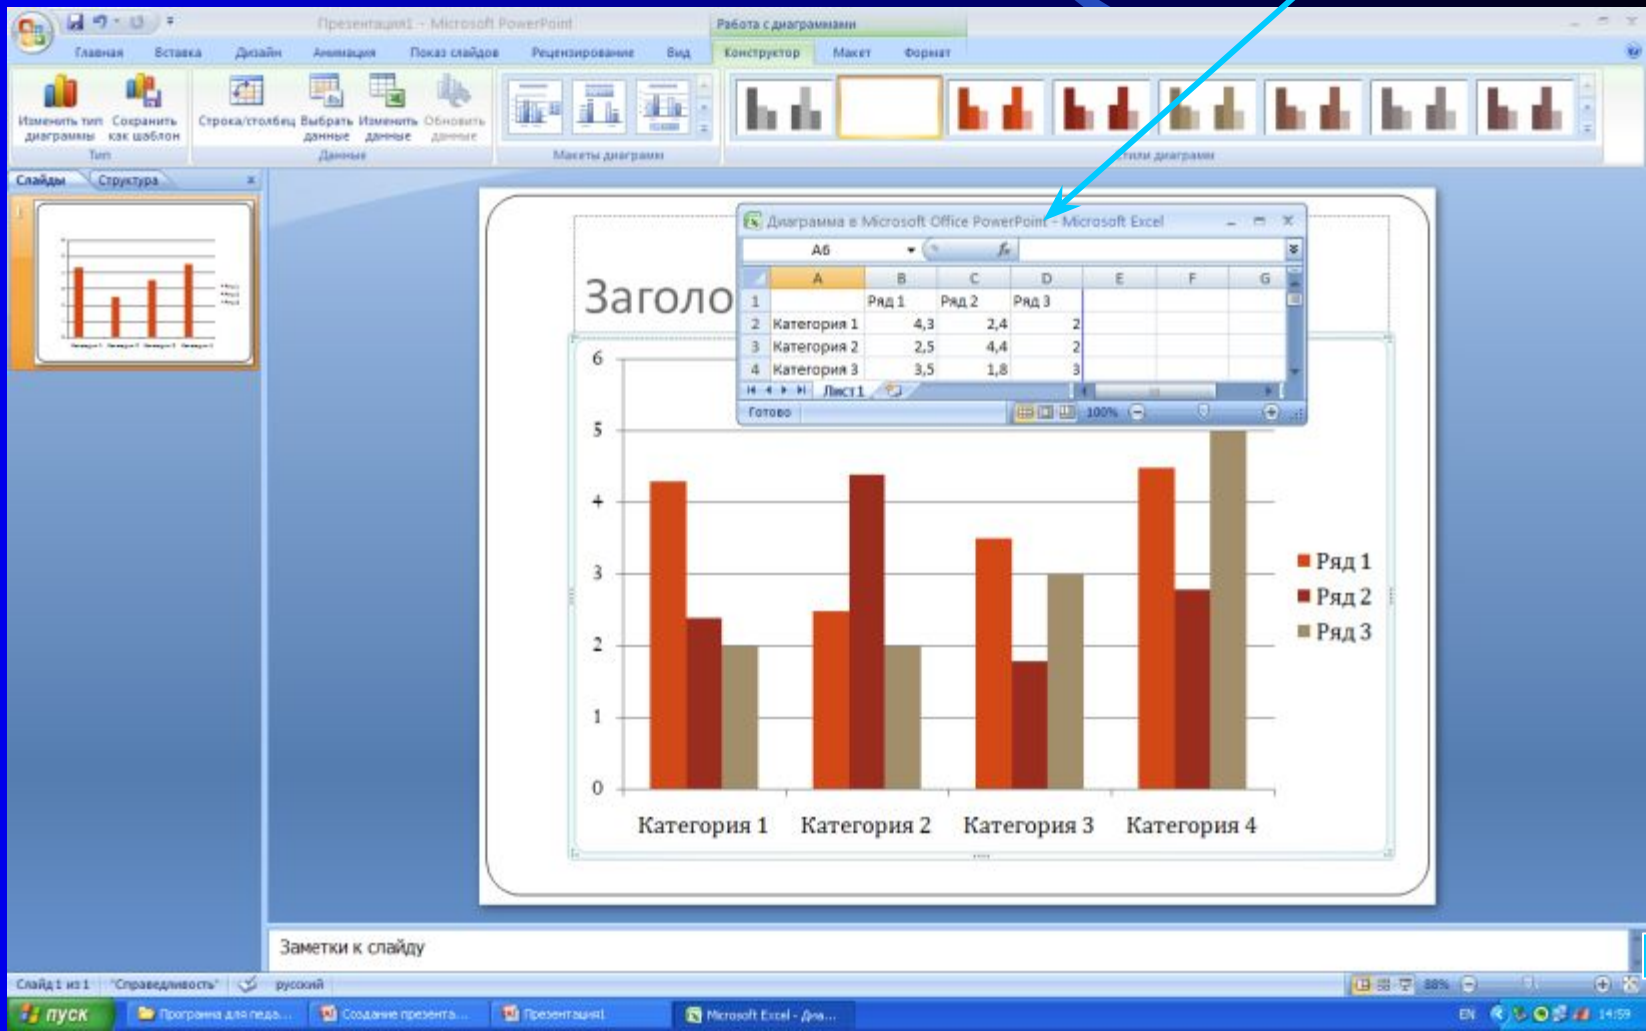 Презентация1 - Microsoft PowerPoint
Работа с диаграммами
Главная Вставка Дизайн Анимация Показ слайдов Рецензирование Вид Конструктор Макет Формат
Изменить тип диаграммы
Сохранить как шаблон
Строка/столбец
Выбрать данные
Изменить данные
Обновить данные
Тип Данные Макеты диаграмм стили диаграмм
Слайды Структура
1
Диаграмма в Microsoft Office PowerPoint - Microsoft Excel
A6 fx
A B C D E F G
1 Ряд 1 Ряд 2 Ряд 3
2 Категория 1 4,3 2,4 2
3 Категория 2 2,5 4,4 2
4 Категория 3 3,5 1,8 3
Лист1
Готово 100%
Заголо
6
5
4
3
2
1
0
Категория 1 Категория 2 Категория 3 Категория 4
Ряд 1
Ряд 2
Ряд 3
Заметки к слайду
Слайд 1 из 1 "Справедливость" русский 88%
пуск Программа для педа... Создание презента... Презентация1 Microsoft Excel - Диа... EN 14:59